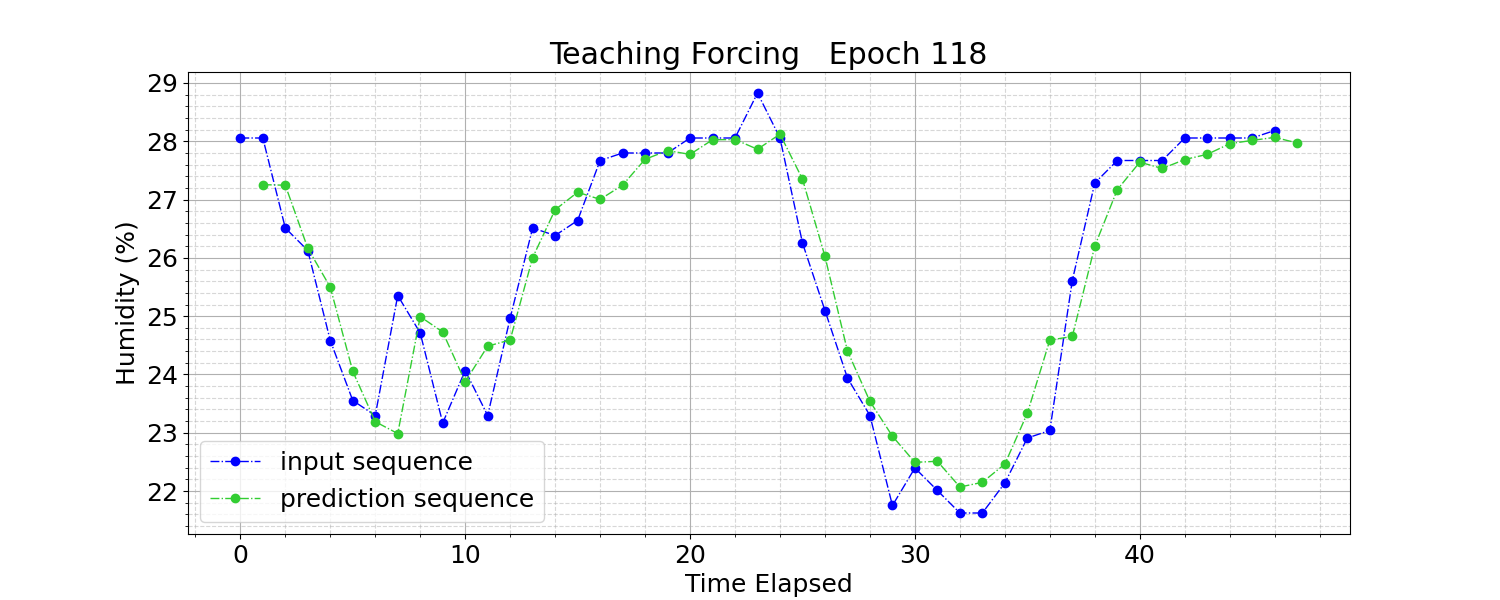 Teaching Forcing   Epoch 118
Humidity (%)
29
28
27
26
25
24
23
22
input sequence
prediction sequence
0 10 20 30 40
Time Elapsed